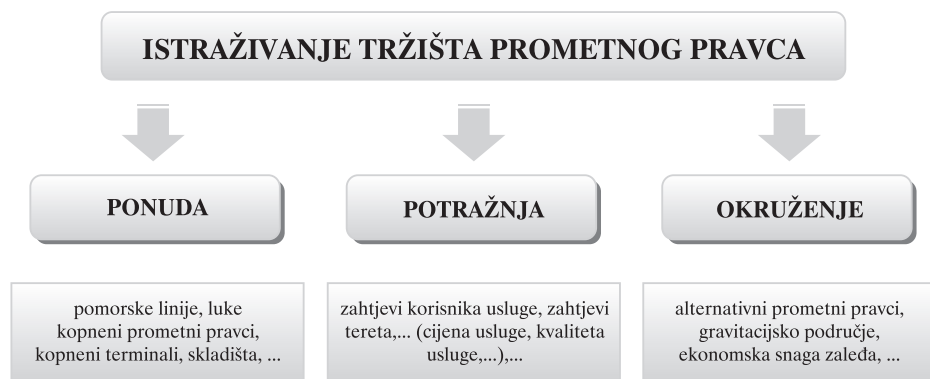 ISTRAŽIVANJE TRŽIŠTA PROMETNOG PRAVCA
PONUDA
POTRAŽNJA
OKRUŽENJE
pomorske linije, luke
kopneni prometni pravci,
kopneni terminali, skladišta, ...
zahtjevi korisnika usluge, zahtjevi
tereta,... (cijena usluge, kvaliteta
usluge,...),...
alternativni prometni pravci,
gravitacijsko područje,
ekonomska snaga zaleđa, ...